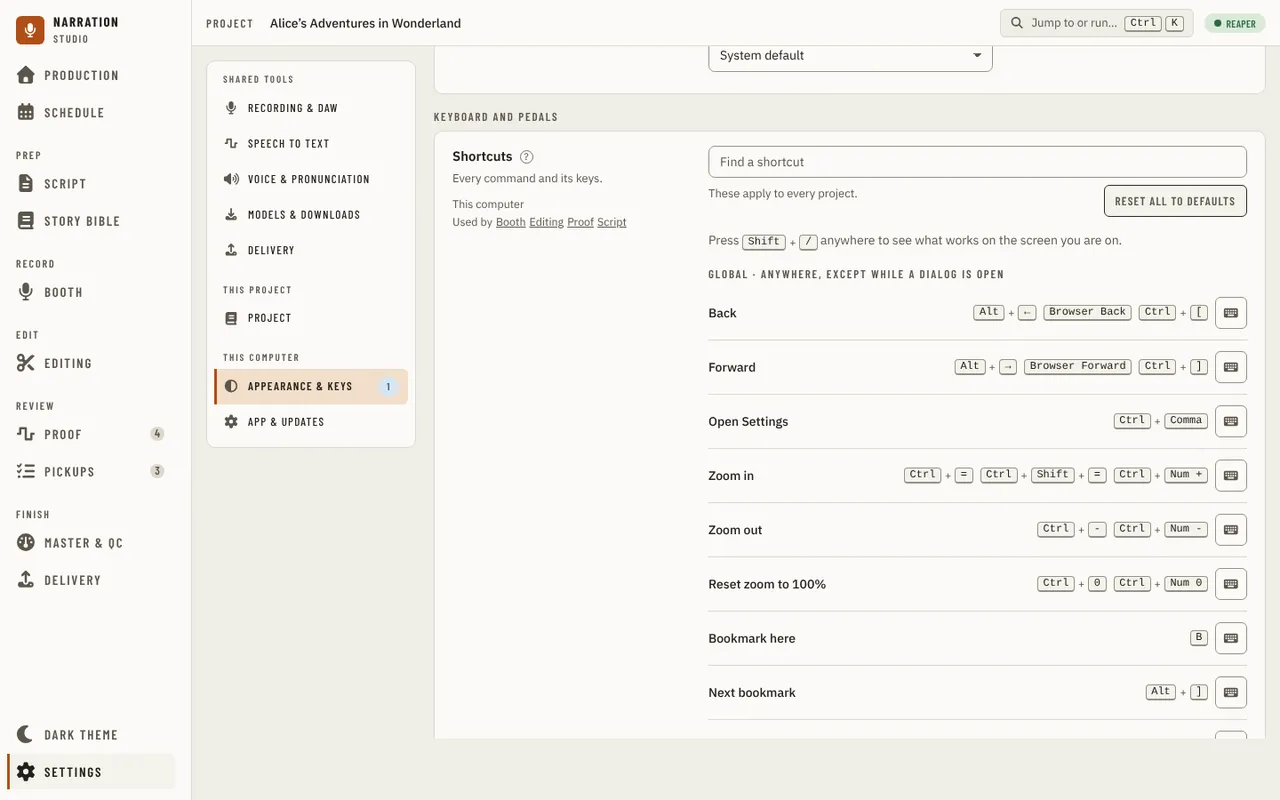 NARRATION
STUDIO
PRODUCTION
SCHEDULE
PREP
SCRIPT
STORY BIBLE
RECORD
BOOTH
EDIT
EDITING
REVIEW
PROOF 4
PICKUPS 3
FINISH
MASTER & QC
DELIVERY
DARK THEME
SETTINGS
PROJECT Alice's Adventures in Wonderland
Jump to or run... Ctrl K
REAPER
SHARED TOOLS
RECORDING & DAW
SPEECH TO TEXT
VOICE & PRONUNCIATION
MODELS & DOWNLOADS
DELIVERY
THIS PROJECT
PROJECT
THIS COMPUTER
APPEARANCE & KEYS 1
APP & UPDATES
System default
KEYBOARD AND PEDALS
Shortcuts ?
Every command and its keys.
This computer
Used by Booth Editing Proof Script
Find a shortcut
These apply to every project.
RESET ALL TO DEFAULTS
Press Shift + / anywhere to see what works on the screen you are on.
GLOBAL · ANYWHERE, EXCEPT WHILE A DIALOG IS OPEN
Back Alt + ← Browser Back Ctrl + [
Forward Alt + → Browser Forward Ctrl + ]
Open Settings Ctrl + Comma
Zoom in Ctrl + = Ctrl + Shift + = Ctrl + Num +
Zoom out Ctrl + - Ctrl + Num -
Reset zoom to 100% Ctrl + 0 Ctrl + Num 0
Bookmark here B
Next bookmark Alt + ]